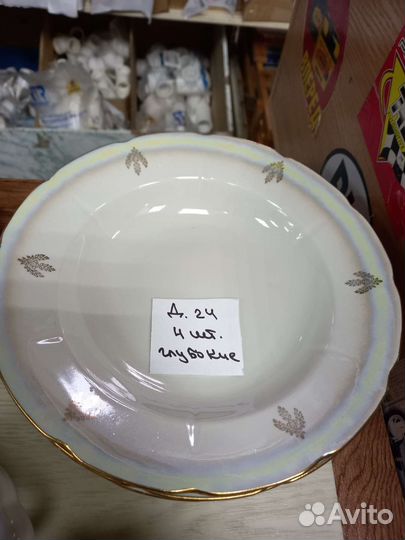 Д. 24
4 шт.
глубокие
Avito